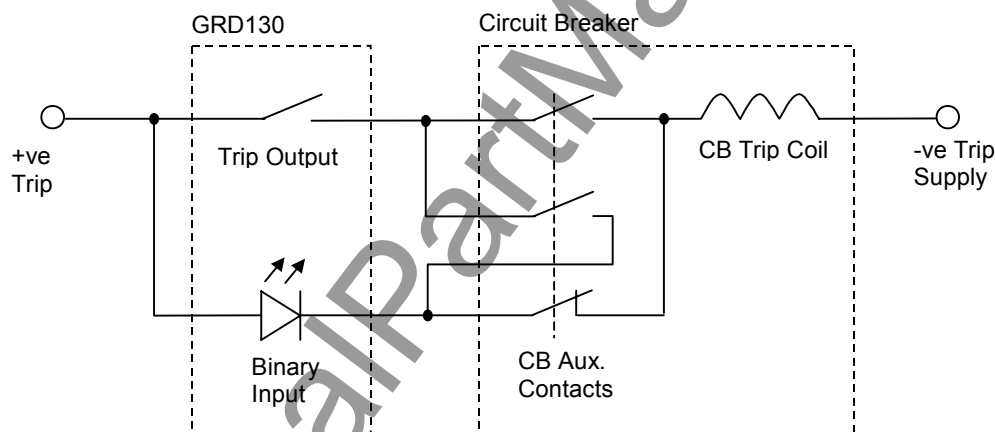 GRD130
Circuit Breaker
+ve
Trip
Trip Output
CB Trip Coil
-ve Trip
Supply
Binary
Input
CB Aux.
Contacts